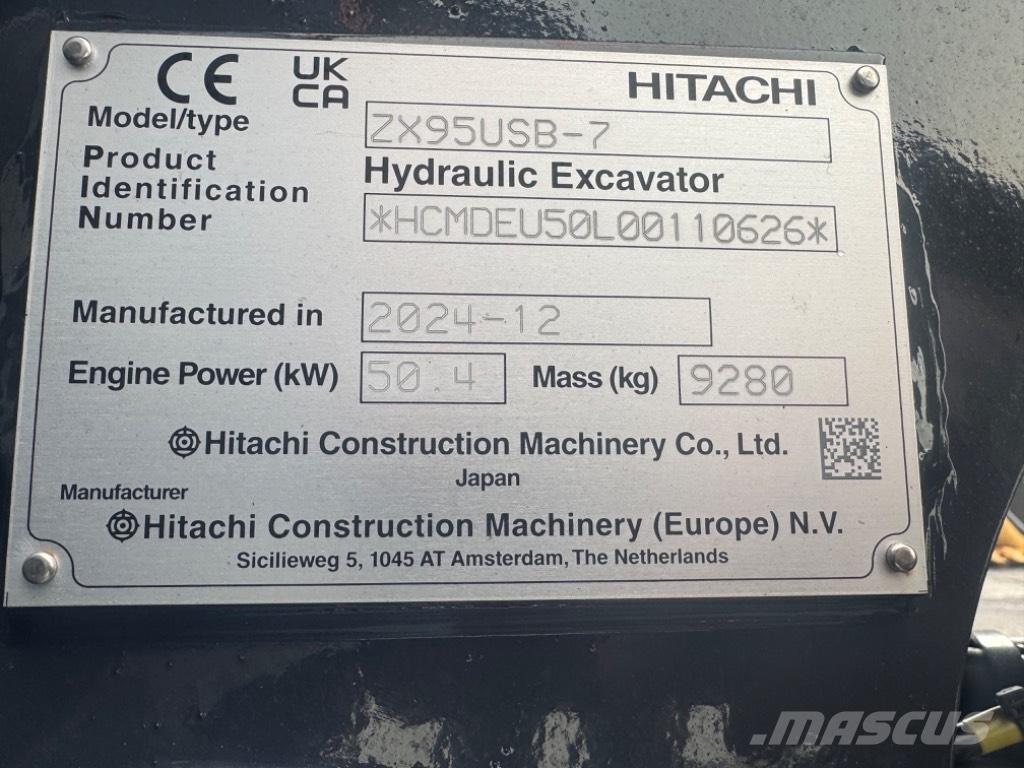 CE UK CA HITACHI
Model/type ZX95USB-7
Product Identification Number Hydraulic Excavator
*HCMDEU50L00110626*
Manufactured in 2024-12
Engine Power (kW) 50.4 Mass (kg) 9280
Hitachi Construction Machinery Co., Ltd.
Japan
Manufacturer
Hitachi Construction Machinery (Europe) N.V.
Sicilieweg 5, 1045 AT Amsterdam, The Netherlands
MASCUS